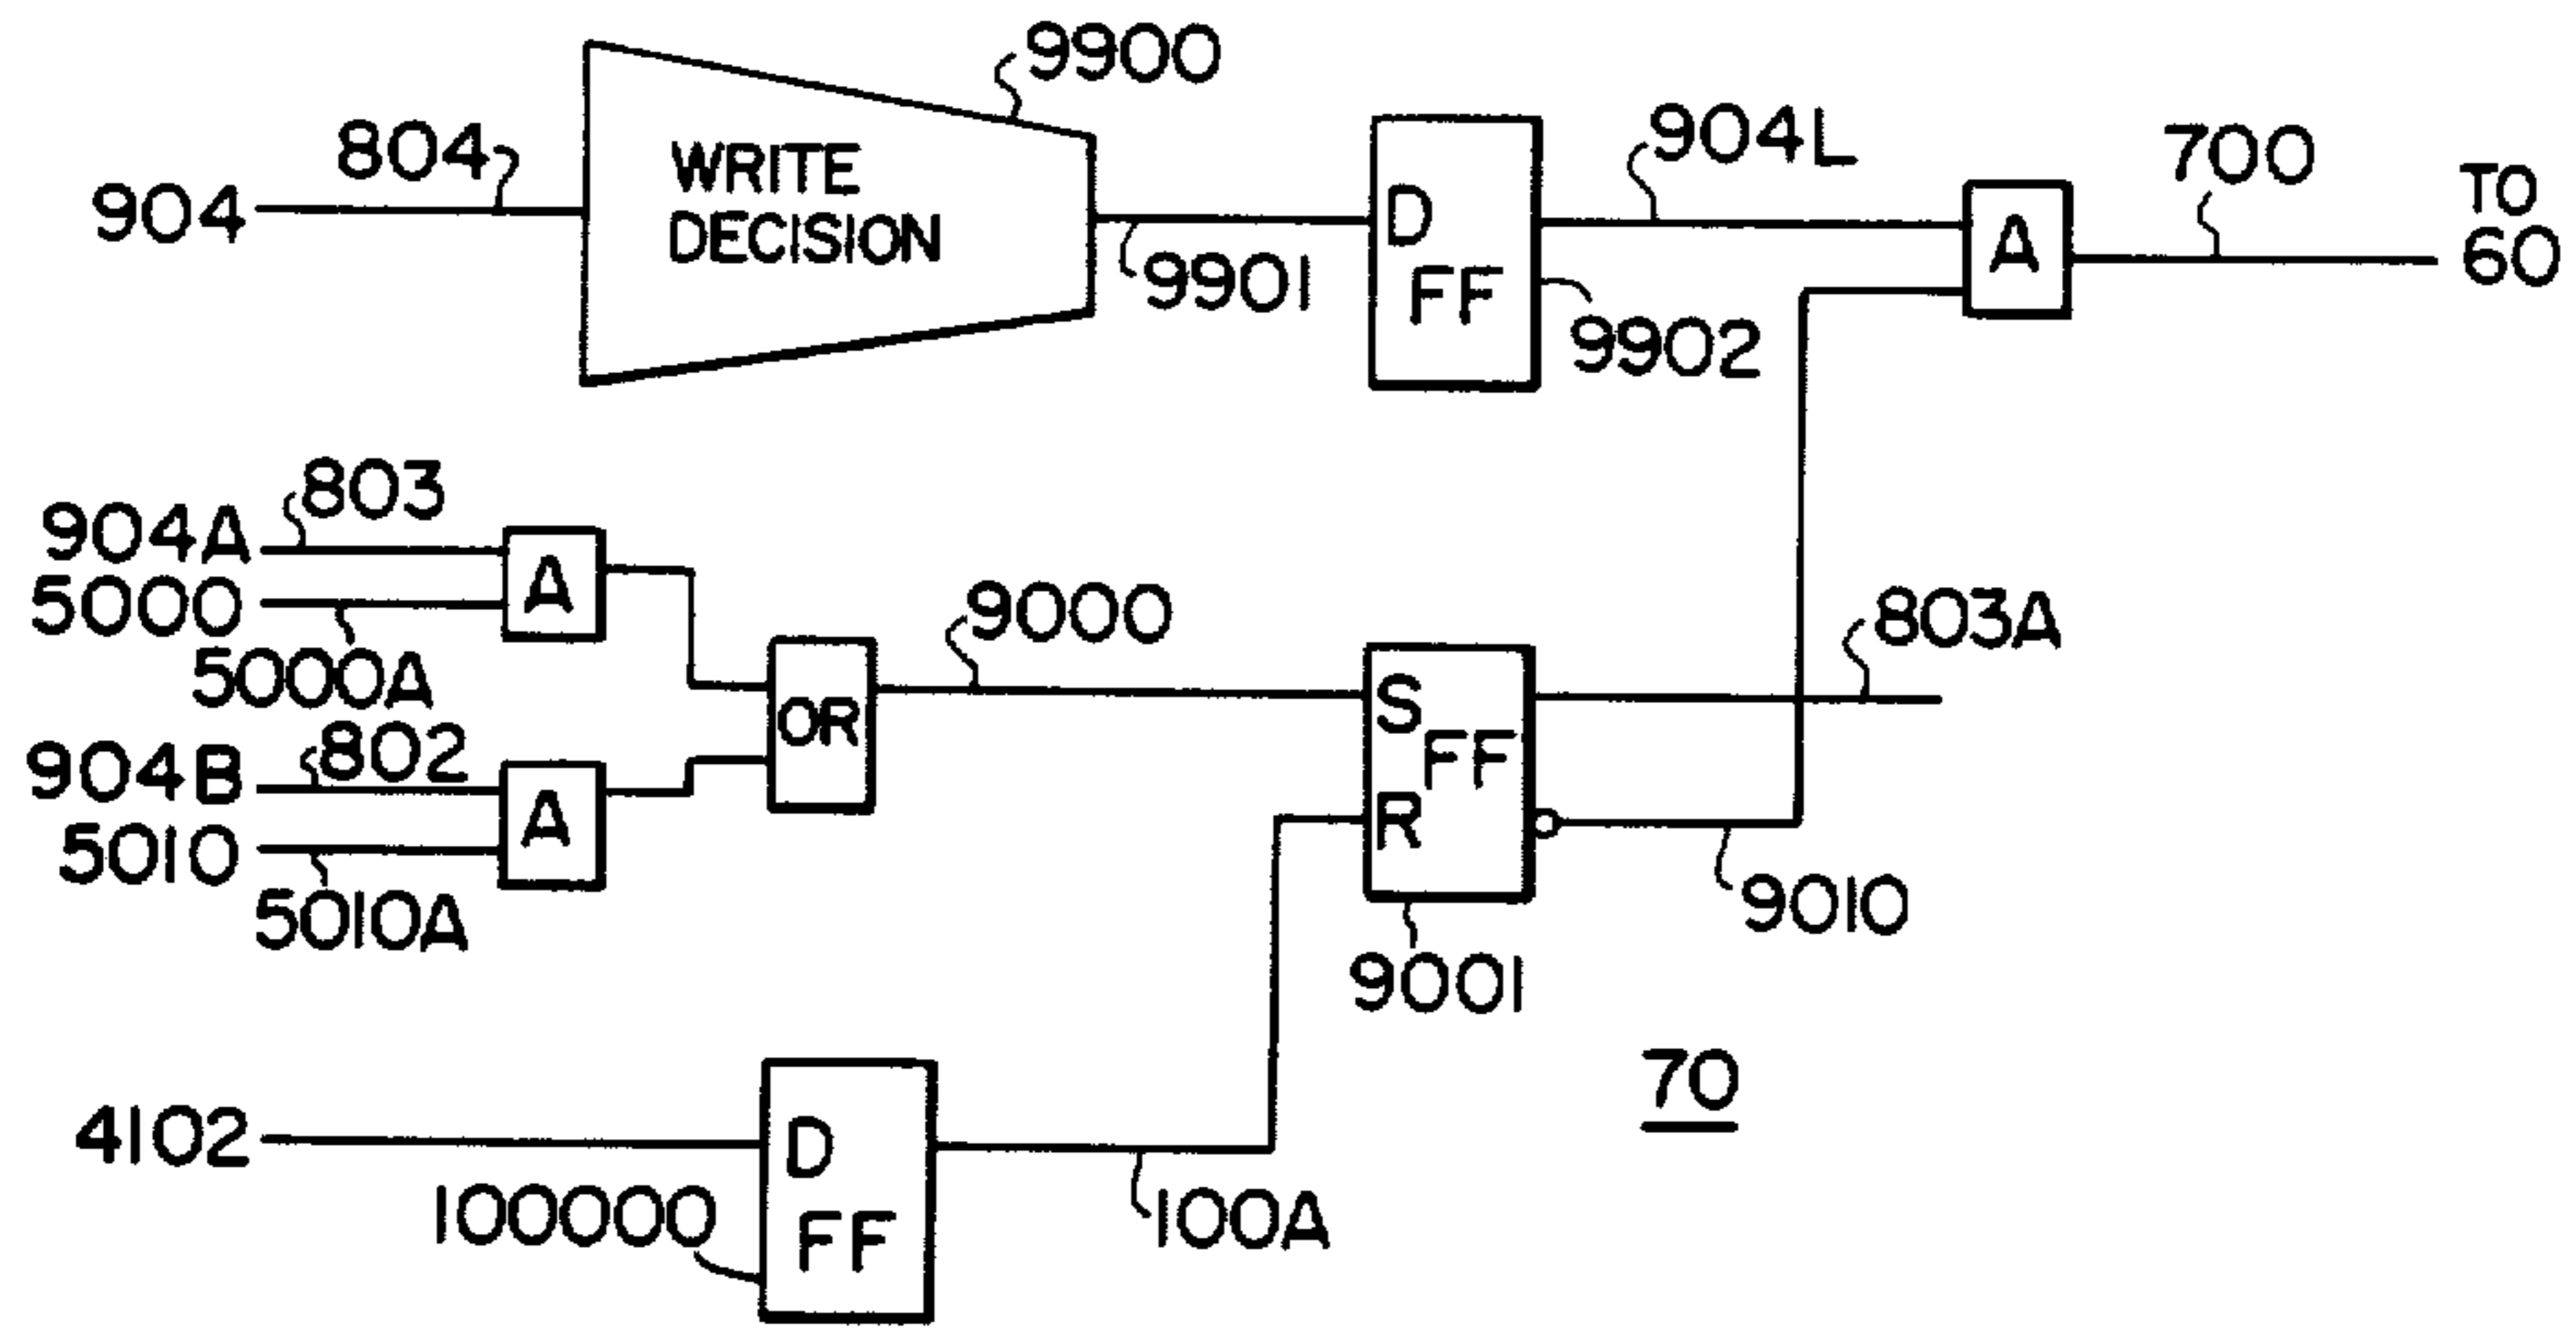 9900
804
904
WRITE
DECISION
9901
D
FF
9902
904L
A
700
TO
60
803
904A
5000
5000A
A
802
904B
5010
5010A
A
OR
9000
S
FF
R
9001
803A
9010
4102
100000
D
FF
100A
70